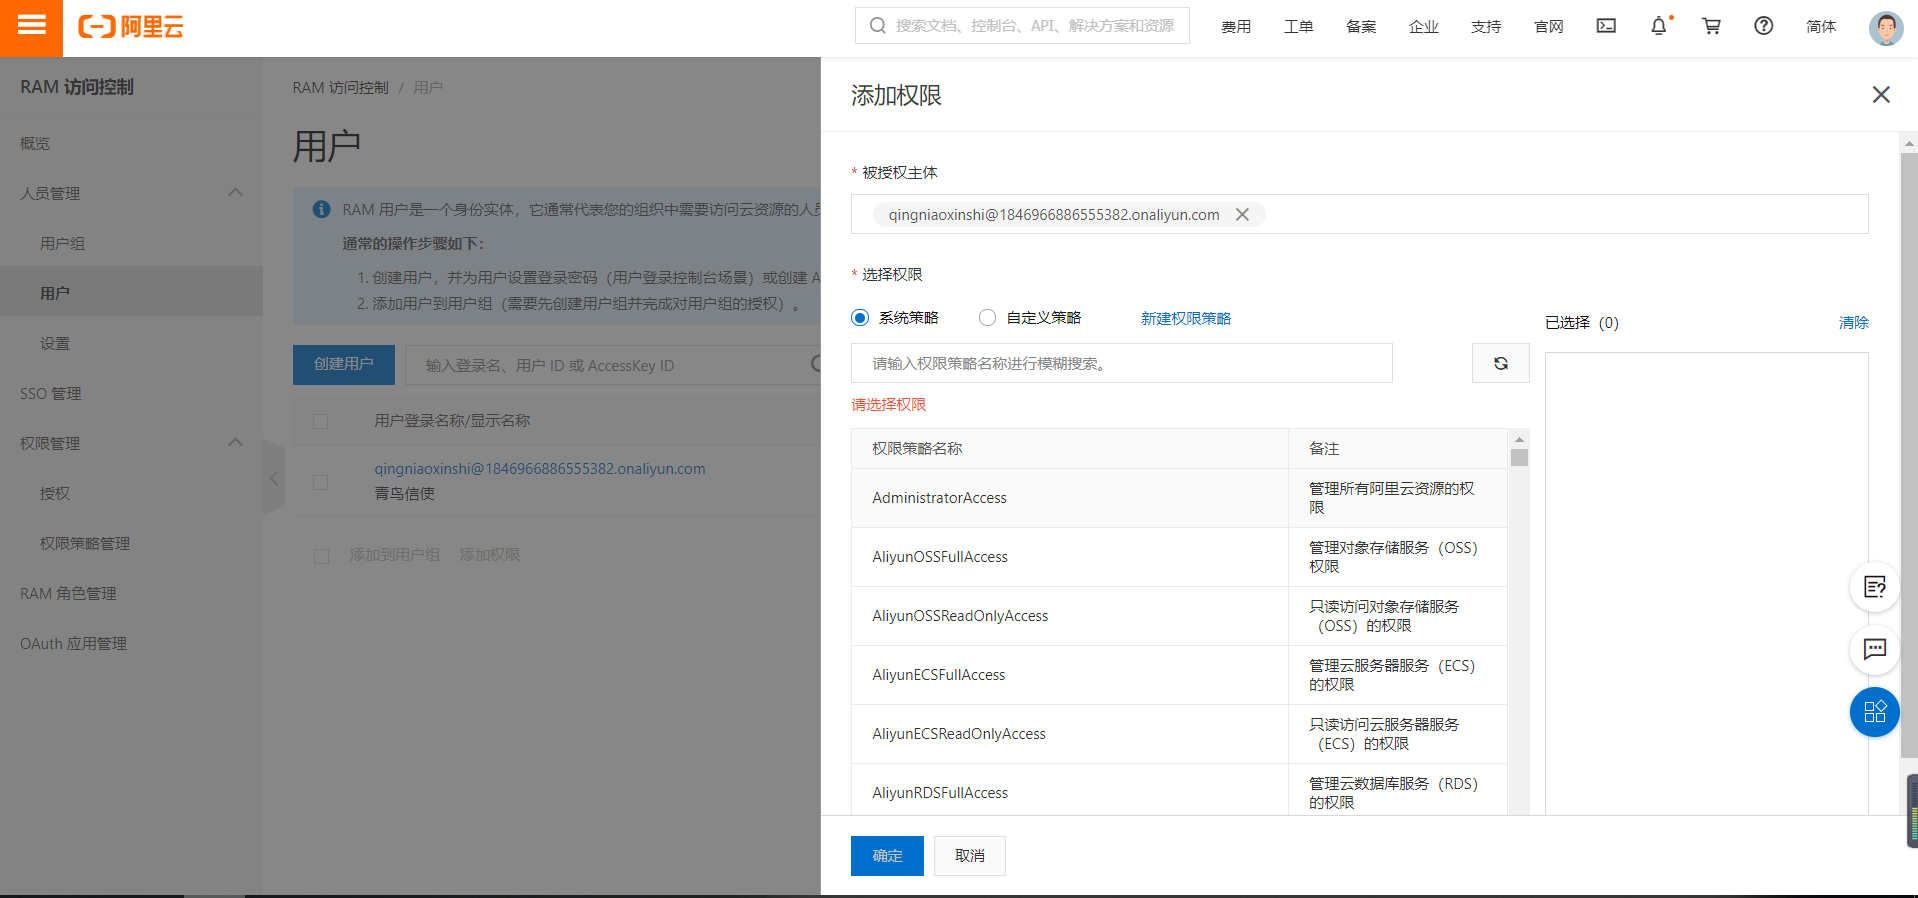 阿里云
搜索文档、控制台、API、解决方案和资源
费用
工单
备案
企业
支持
官网
简体
RAM 访问控制
概览
人员管理
用户组
用户
设置
SSO 管理
权限管理
授权
权限策略管理
RAM 角色管理
OAuth 应用管理
RAM 访问控制 / 用户
用户
RAM 用户是一个身份实体，它通常代表您的组织中需要访问云资源的人员
通常的操作步骤如下：
1. 创建用户，并为用户设置登录密码（用户登录控制台场景）或创建 A
2. 添加用户到用户组（需要先创建用户组并完成对用户组的授权）。
创建用户
输入登录名、用户 ID 或 AccessKey ID
用户登录名称/显示名称
qingniaoxinshi@1846966886555382.onaliyun.com
青鸟信使
添加到用户组
添加权限
添加权限
* 被授权主体
qingniaoxinshi@1846966886555382.onaliyun.com
* 选择权限
系统策略
自定义策略
新建权限策略
请输入权限策略名称进行模糊搜索。
请选择权限
权限策略名称
备注
AdministratorAccess
管理所有阿里云资源的权
限
AliyunOSSFullAccess
管理对象存储服务（OSS）
权限
AliyunOSSReadOnlyAccess
只读访问对象存储服务
（OSS）的权限
AliyunECSFullAccess
管理云服务器服务（ECS）
的权限
AliyunECSReadOnlyAccess
只读访问云服务器服务
（ECS）的权限
AliyunRDSFullAccess
管理云数据库服务（RDS）
的权限
已选择（0）
清除
确定
取消